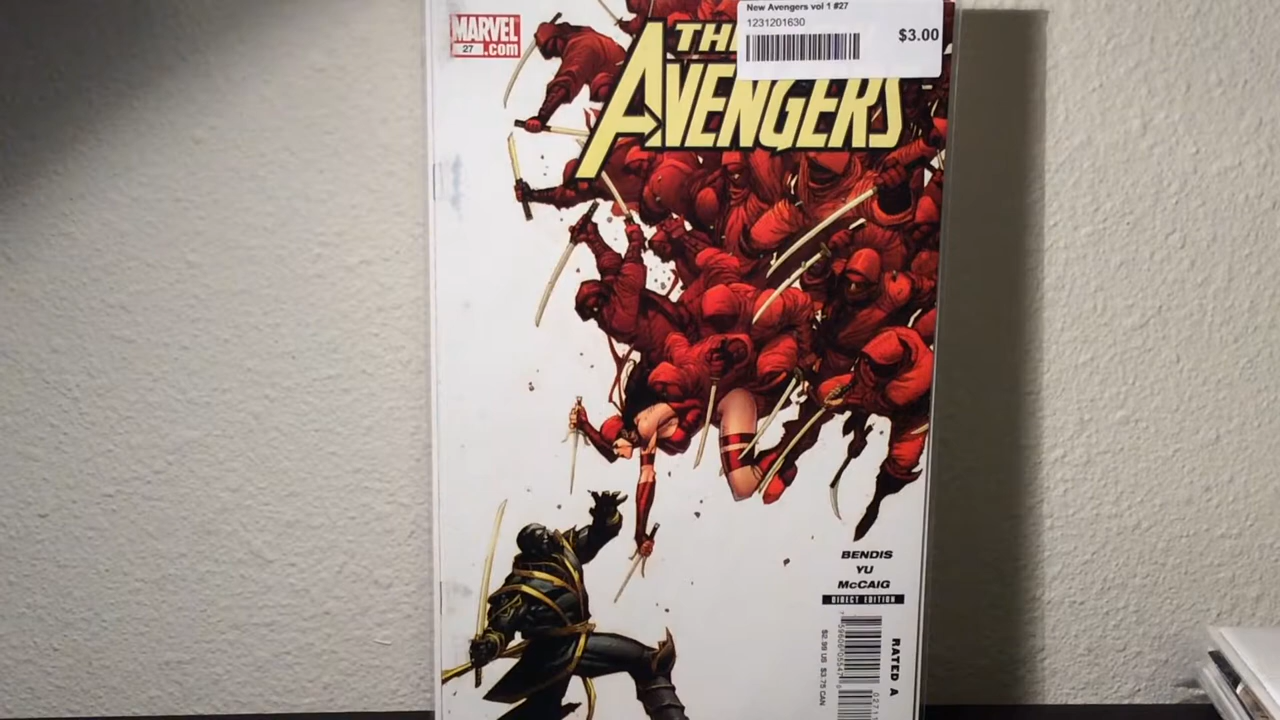 MARVEL
27 .com
New Avengers vol 1 #27
1231201630
$3.00
TH
AVENGERS
BENDIS
YU
McCAIG
DIRECT EDITION
RATED A
$2.99 US $3.75 CAN